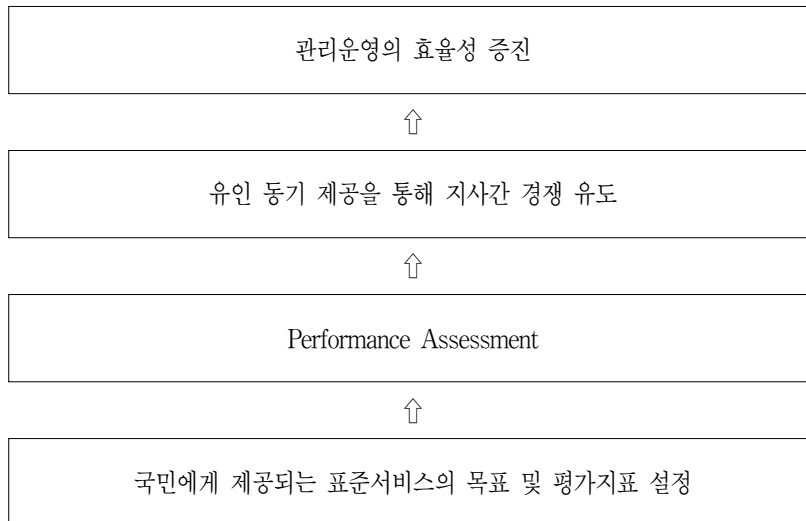 관리운영의 효율성 증진
⇧
유인 동기 제공을 통해 지사간 경쟁 유도
⇧
Performance Assessment
⇧
국민에게 제공되는 표준서비스의 목표 및 평가지표 설정